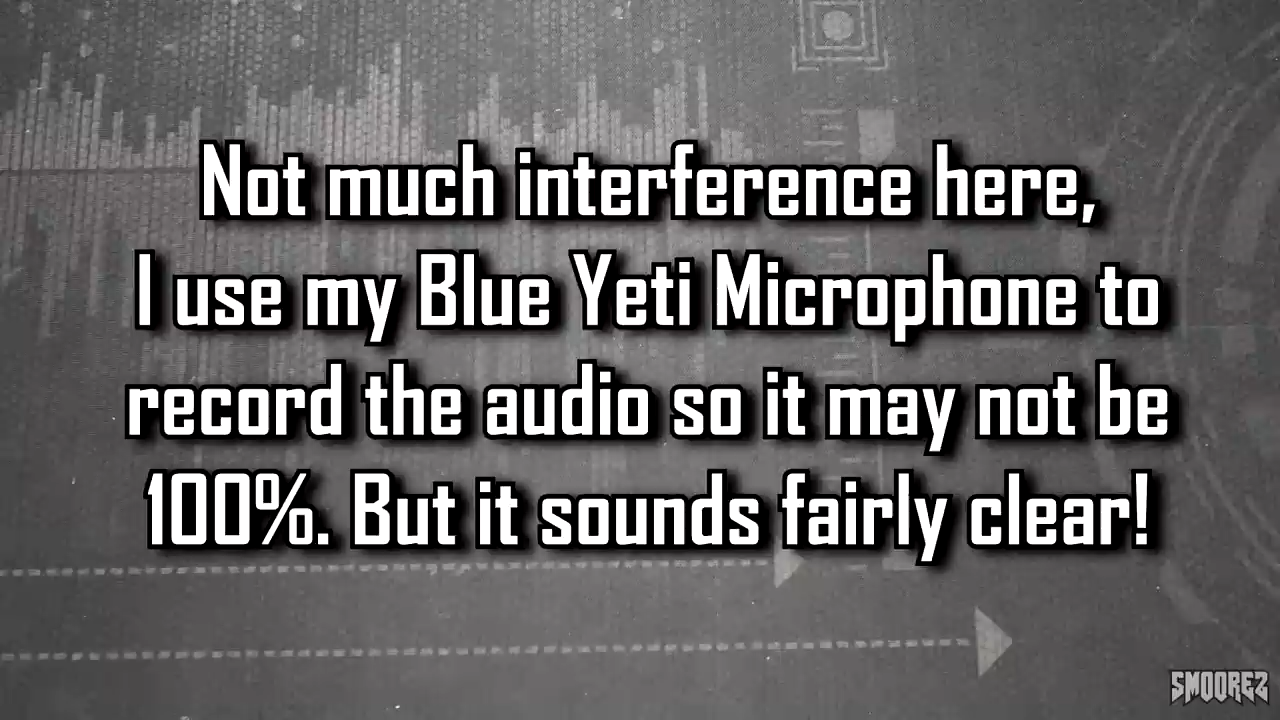 Not much interference here,
I use my Blue Yeti Microphone to
record the audio so it may not be
100%. But it sounds fairly clear!
SMOOREZ